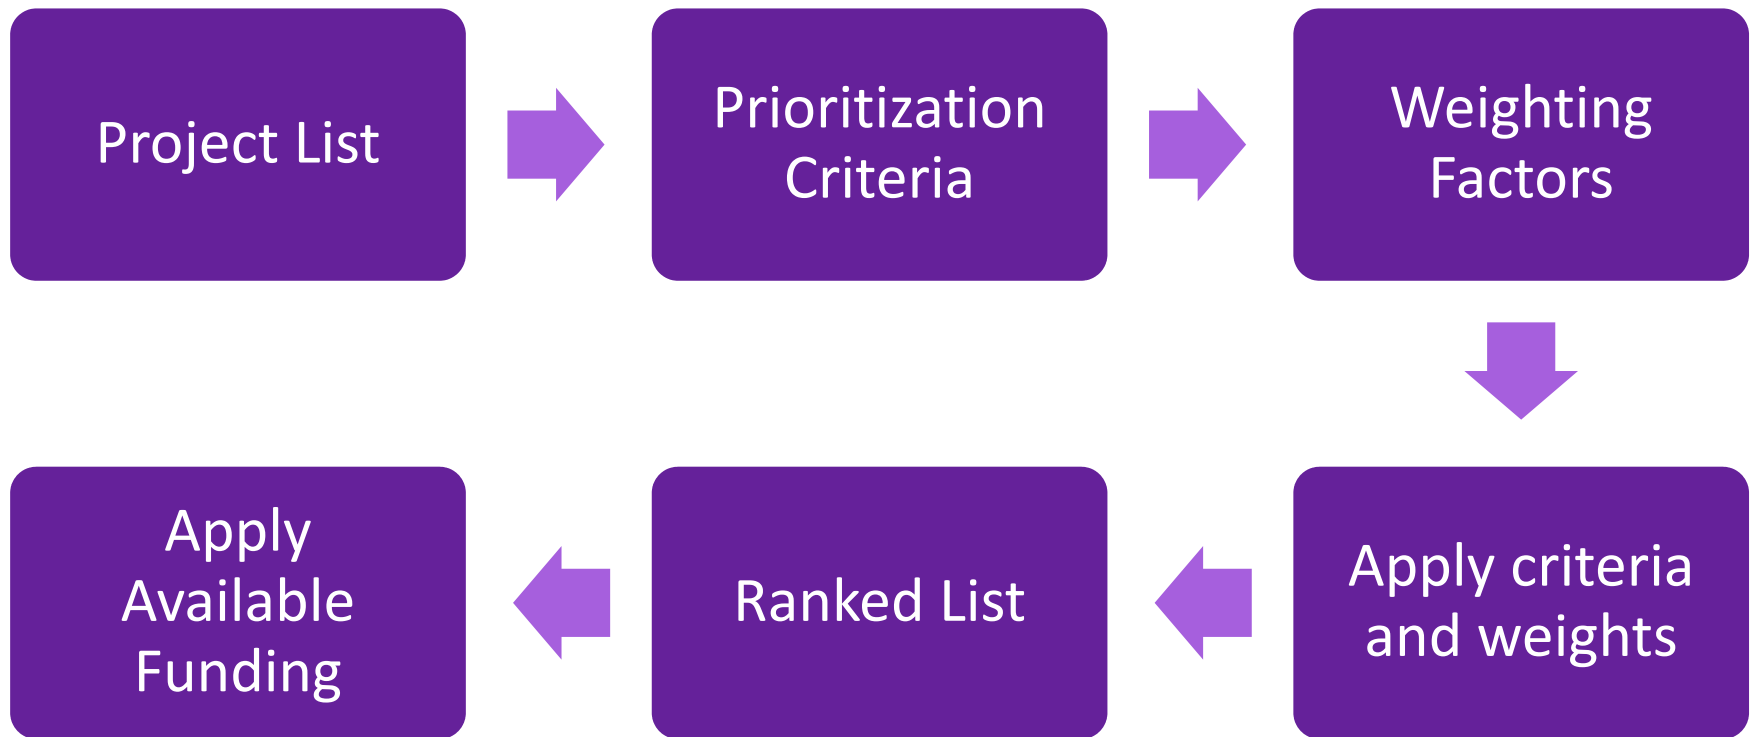 Project List
Prioritization
Criteria
Weighting
Factors
Apply criteria
and weights
Ranked List
Apply
Available
Funding